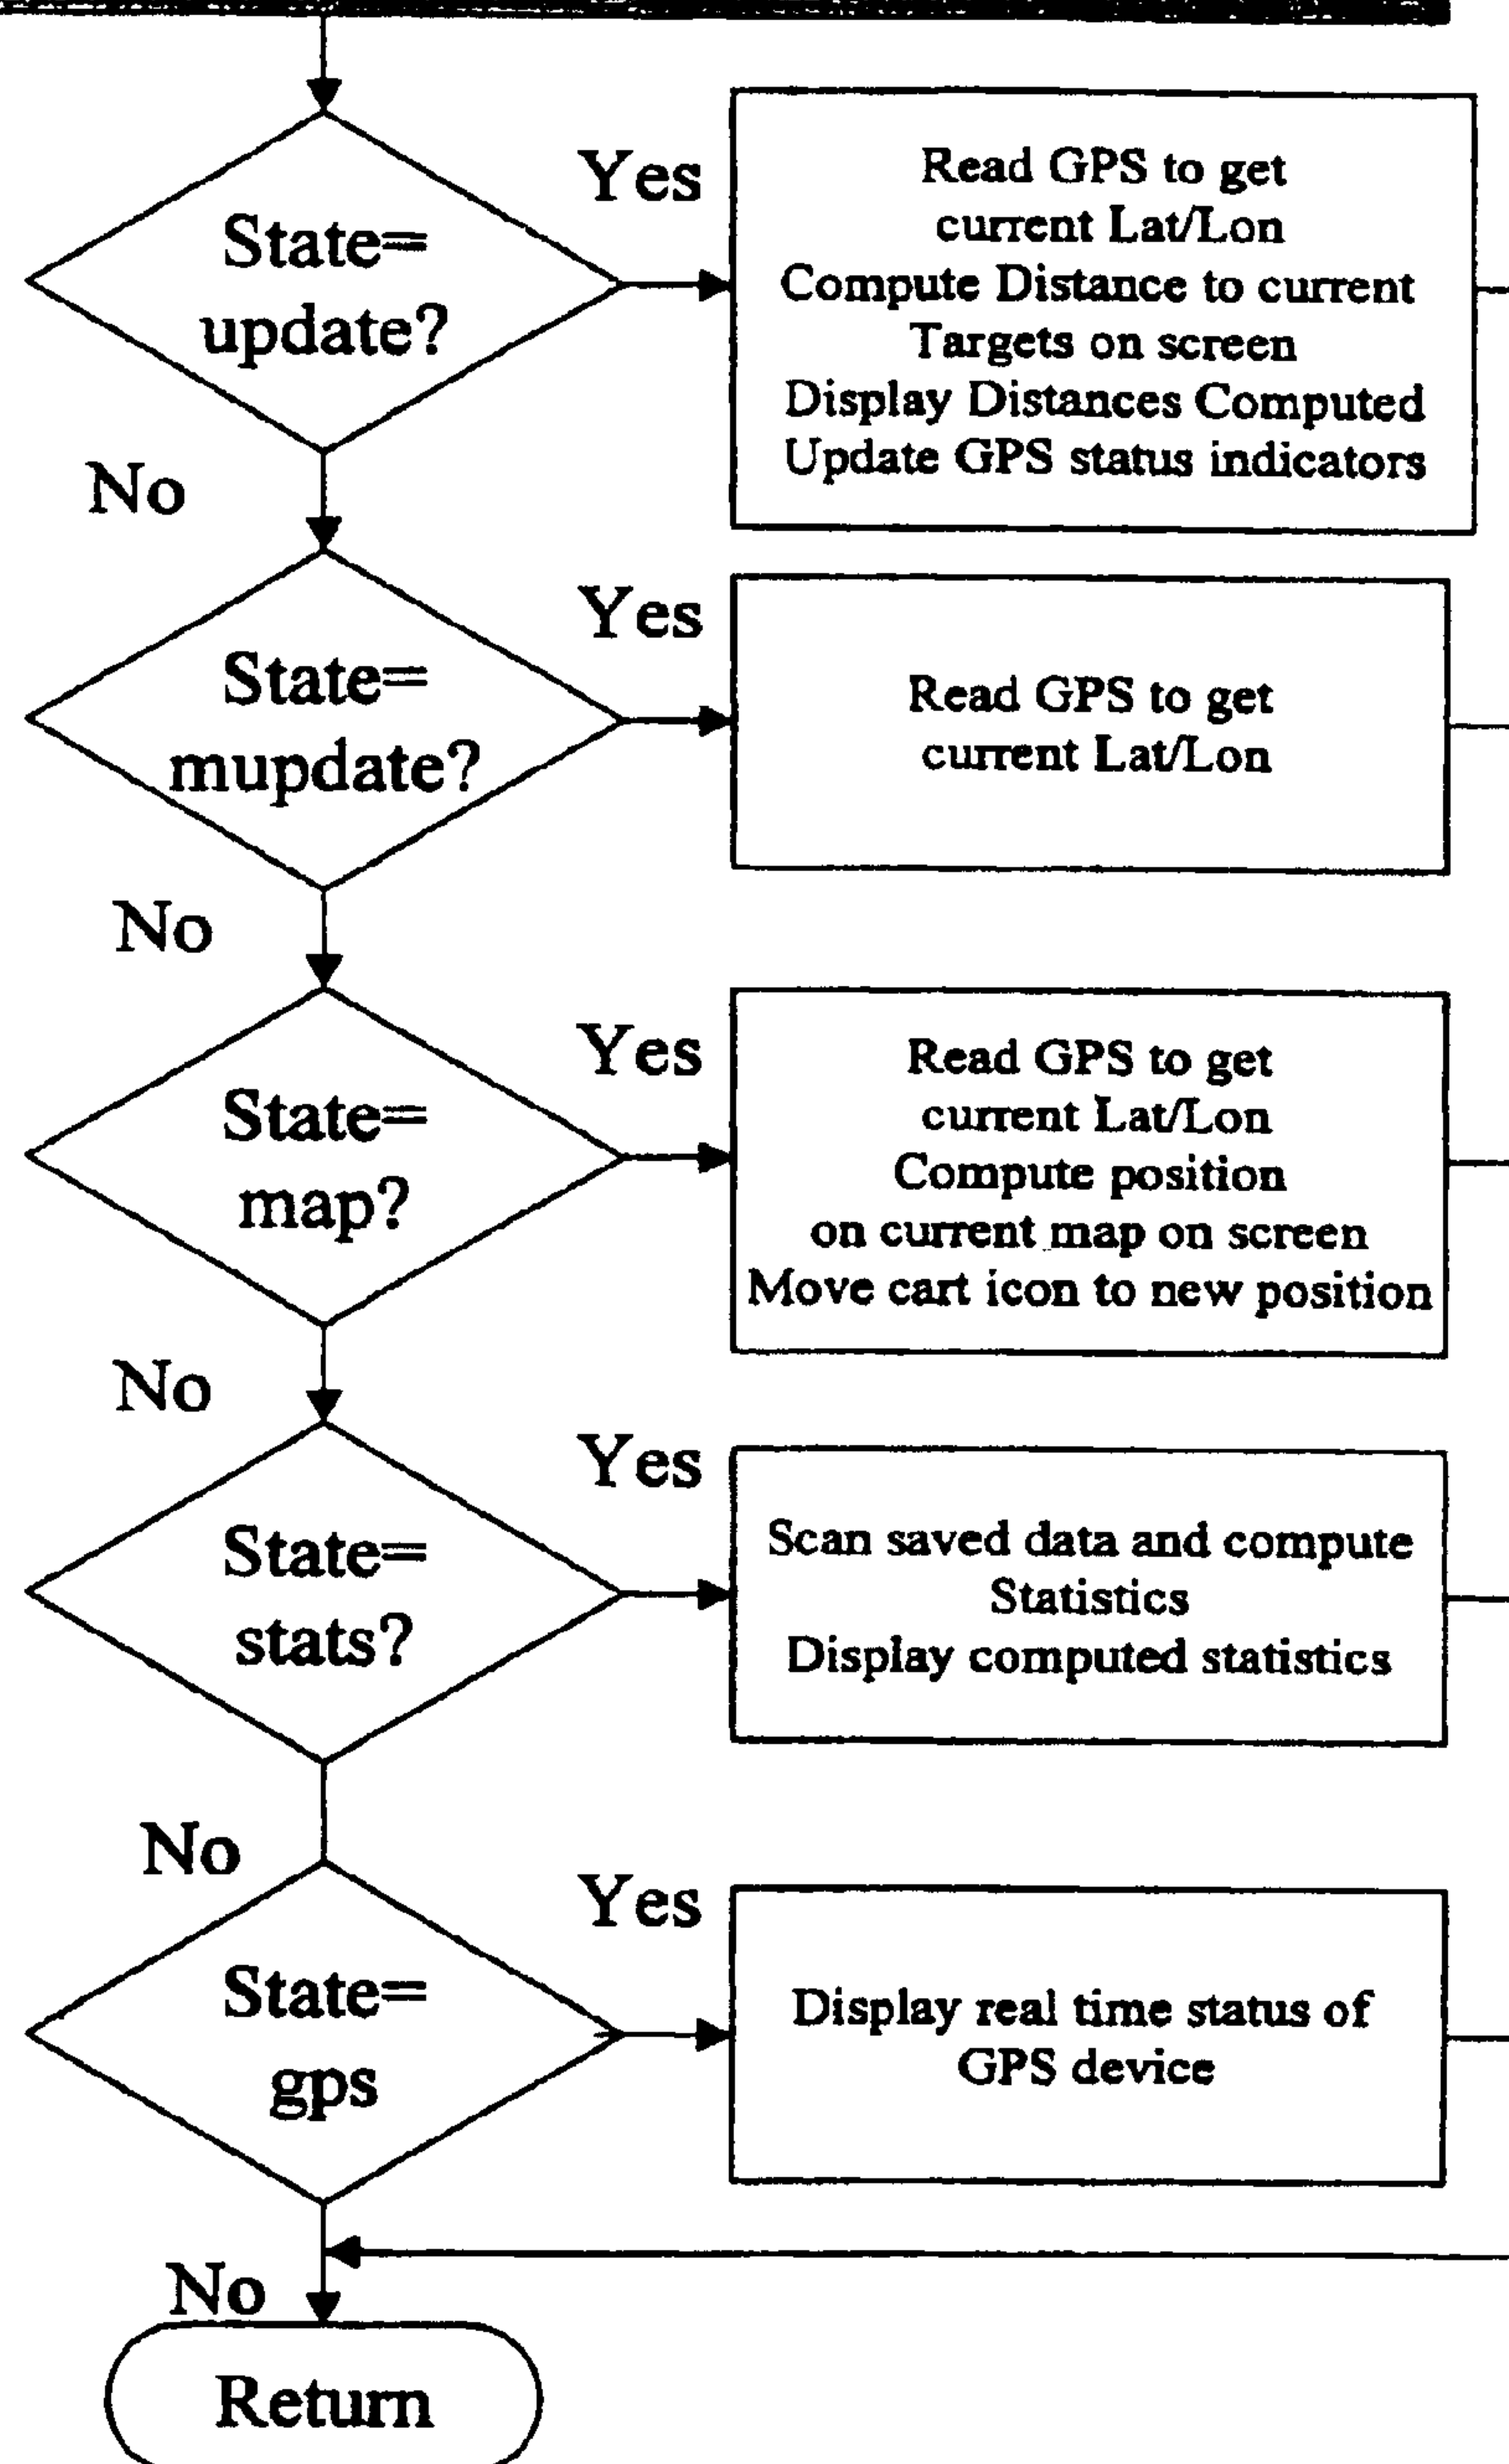 State=
update?
Yes
Read GPS to get
current Lat/Lon
Compute Distance to current
Targets on screen
Display Distances Computed
Update GPS status indicators
No
State=
mupdate?
Yes
Read GPS to get
current Lat/Lon
No
State=
map?
Yes
Read GPS to get
current Lat/Lon
Compute position
on current map on screen
Move cart icon to new position
No
State=
stats?
Yes
Scan saved data and compute
Statistics
Display computed statistics
No
State=
gps
Yes
Display real time status of
GPS device
No
Return